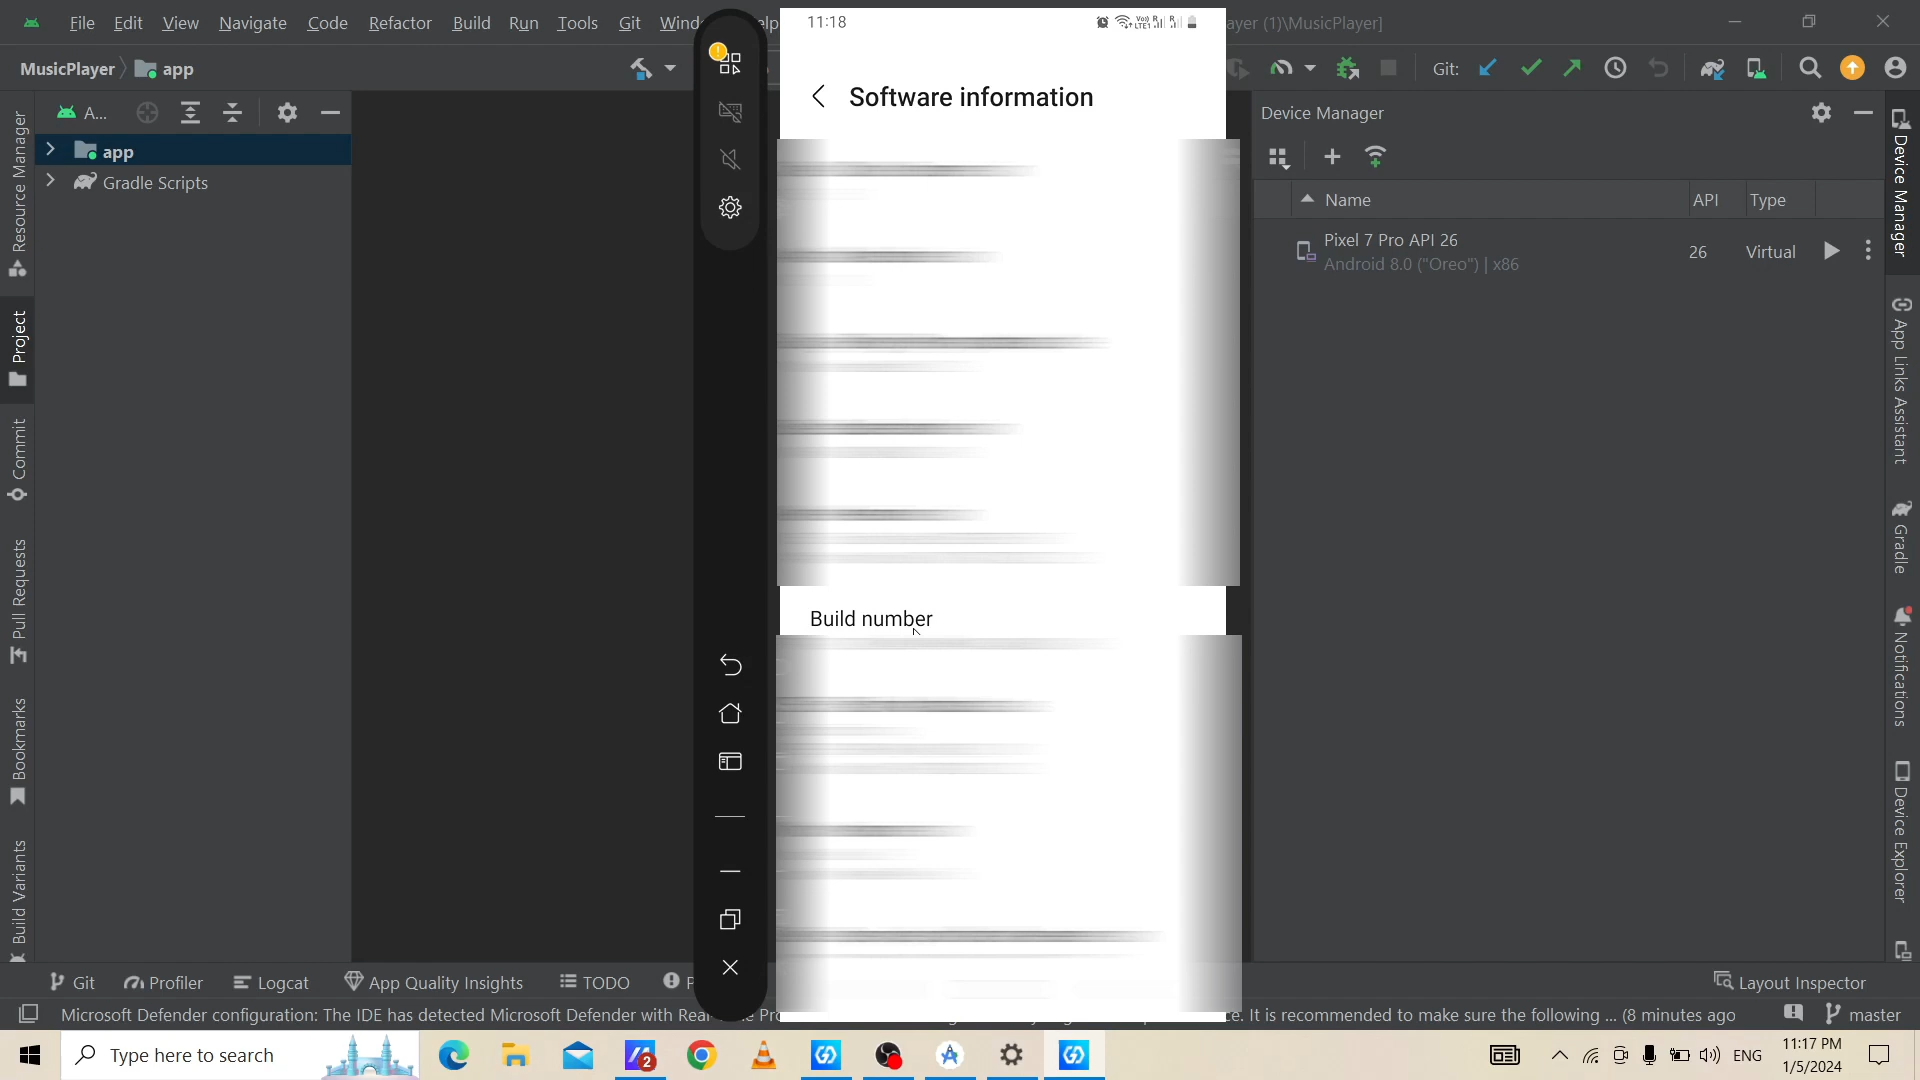 File Edit View Navigate Code Refactor Build Run Tools Git
ayer (1)\MusicPlayer]
MusicPlayer app
Git:
A...
app
Gradle Scripts
Resource Manager
Project
Commit
Pull Requests
Bookmarks
Build Variants
11:18
Software information
Build number
Device Manager
Name API Type
Pixel 7 Pro API 26
Android 8.0 ("Oreo") | x86
26 Virtual
Device Manager
App Links Assistant
Gradle
Notifications
Device Explorer
Git Profiler Logcat App Quality Insights TODO
Layout Inspector
Microsoft Defender configuration: The IDE has detected Microsoft Defender with
It is recommended to make sure the following ... (8 minutes ago
master
Type here to search
2
ENG
11:17 PM
1/5/2024